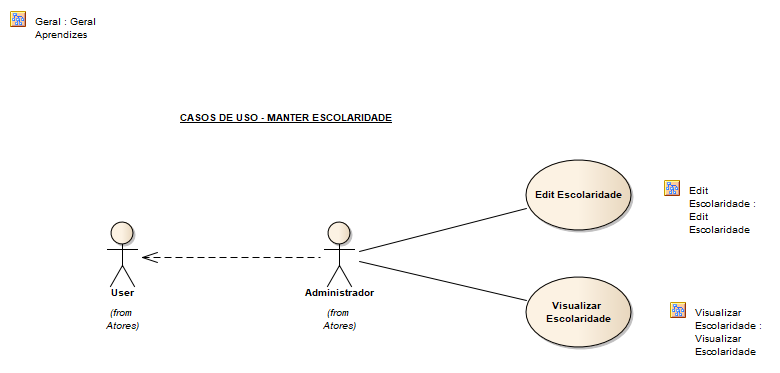 Geral : Geral
Aprendizes
CASOS DE USO - MANTER ESCOLARIDADE
Edit Escolaridade
Edit
Escolaridade :
Edit
Escolaridade
User
(from
Atores)
Administrador
(from
Atores)
Visualizar
Escolaridade
Visualizar
Escolaridade :
Visualizar
Escolaridade